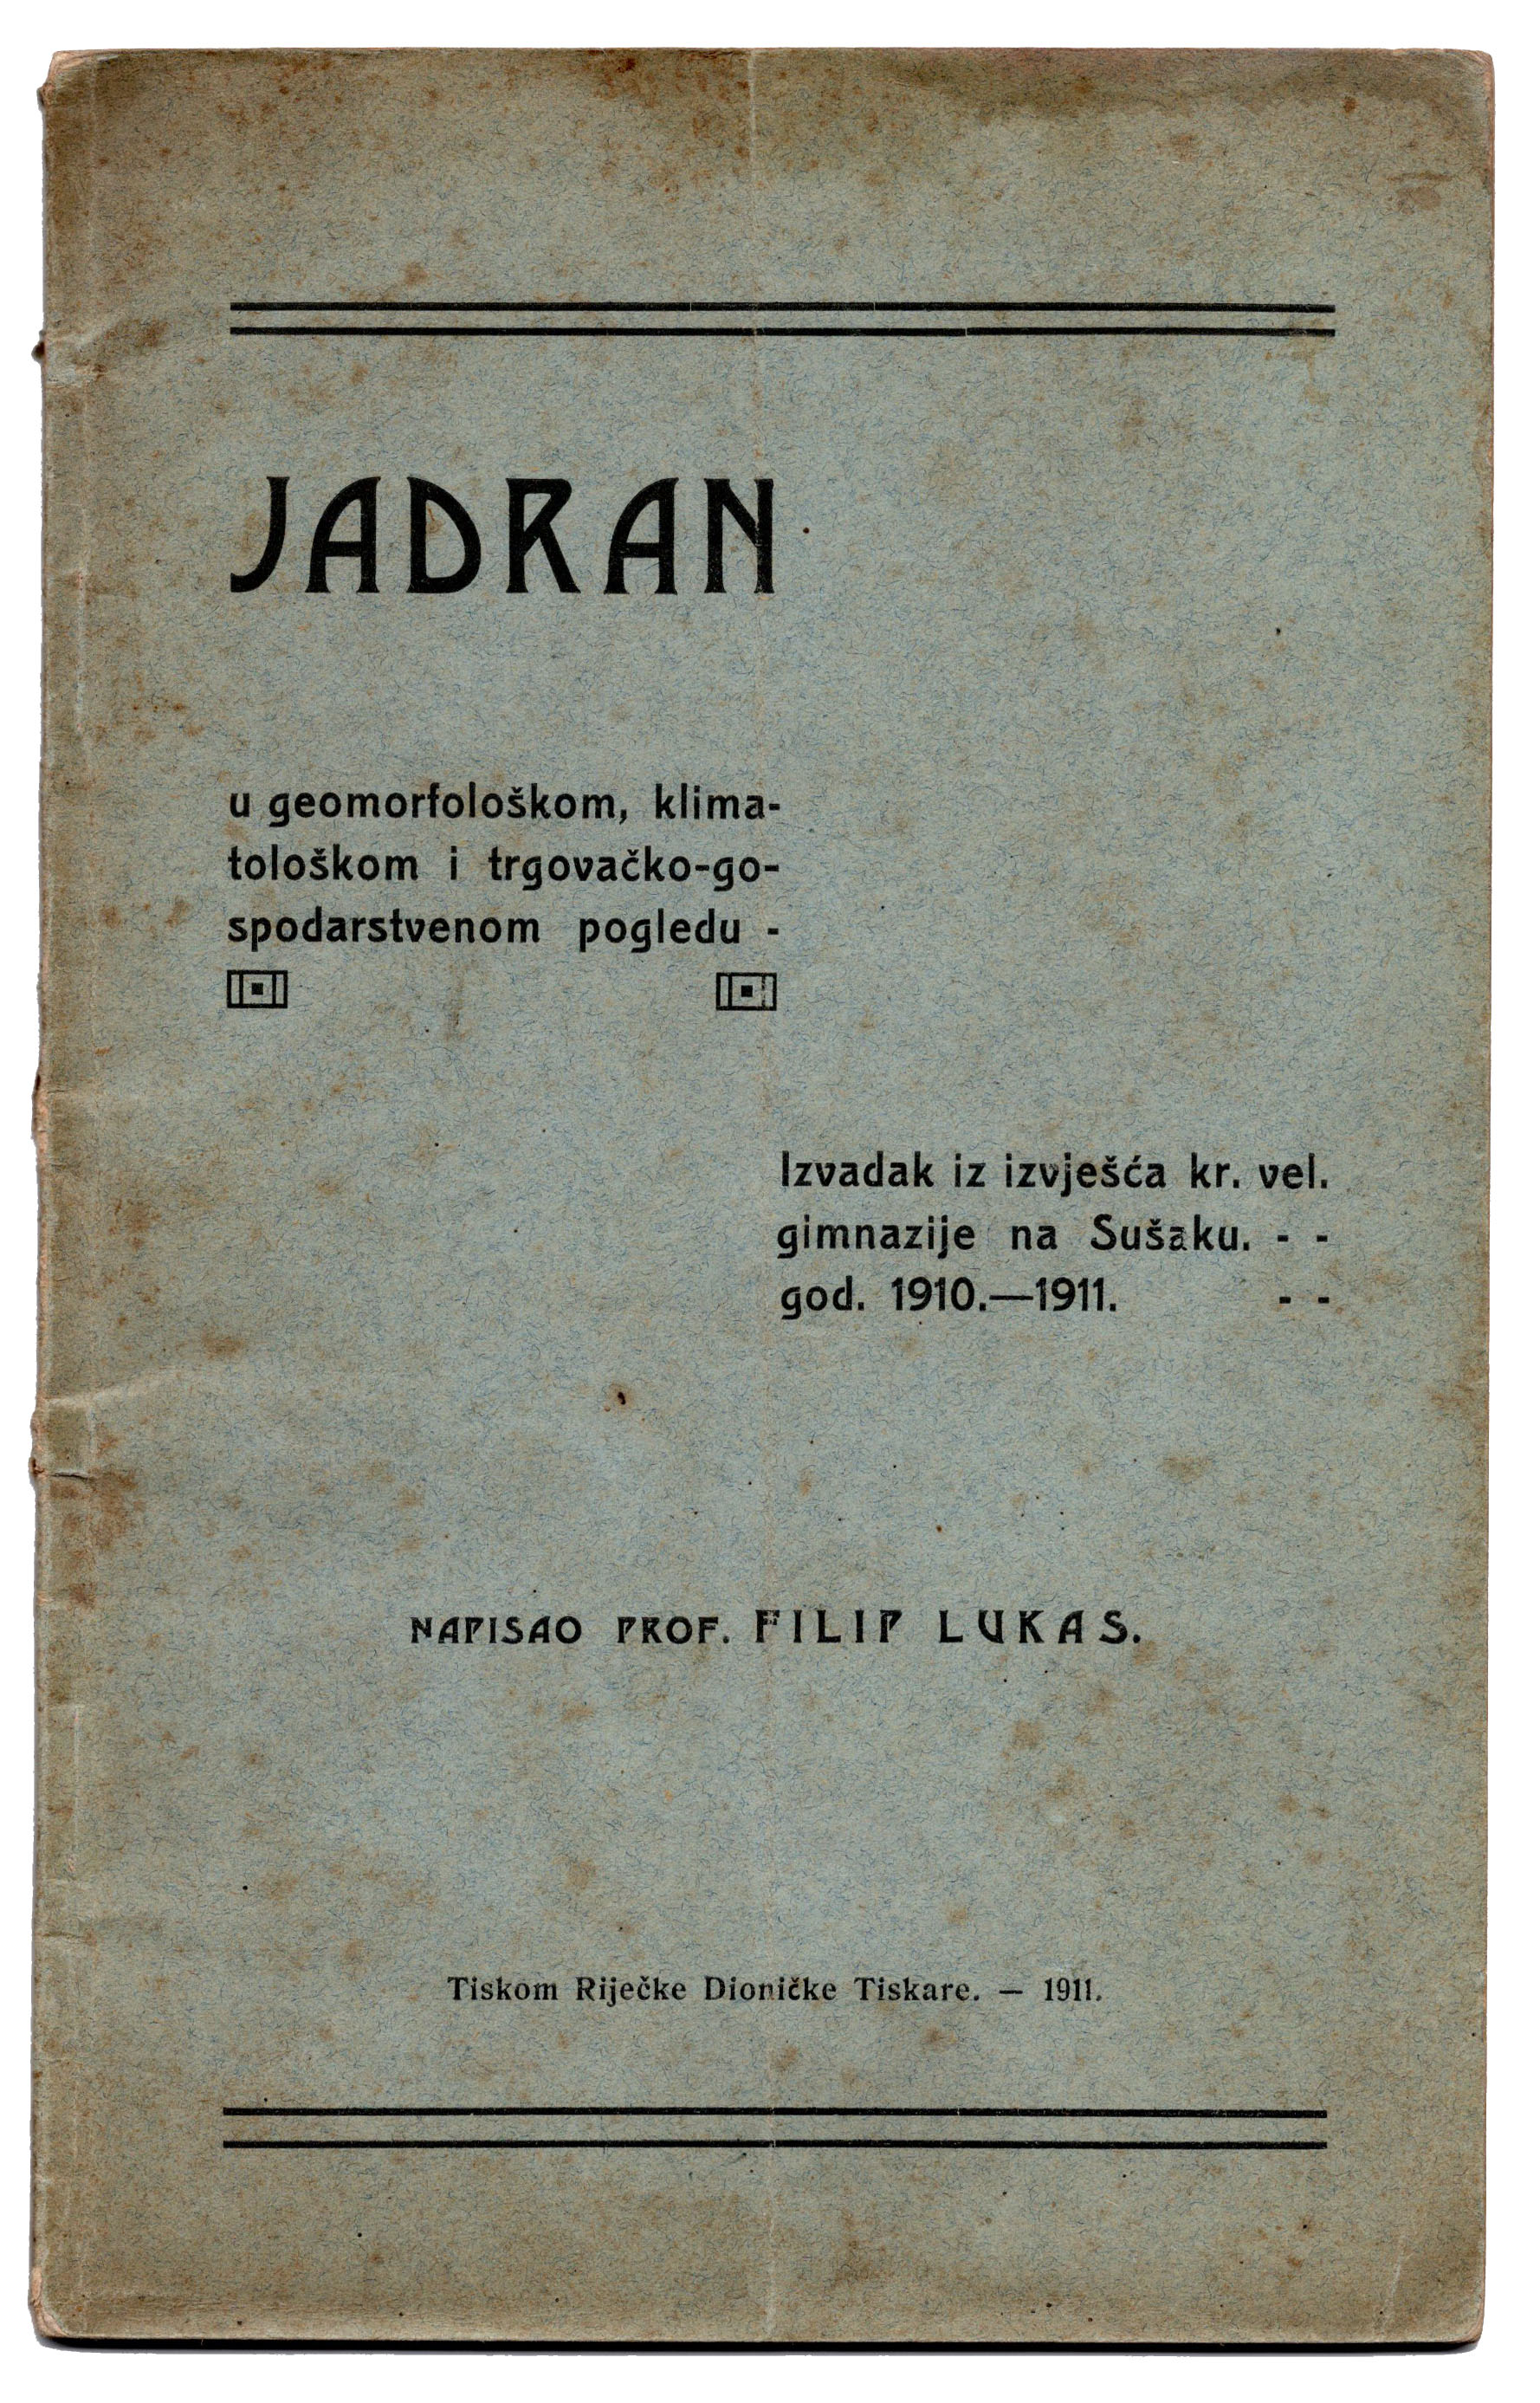 JADRAN
u geomorfološkom, klima-
tološkom i trgovačko-go-
spodarstvenom pogledu -
Izvadak iz izvješća kr. vel.
gimnazije na Sušaku. - -
god. 1910.—1911. - -
NAPISAO PROF. FILIP LUKAS.
Tiskom Riječke Dioničke Tiskare. — 1911.